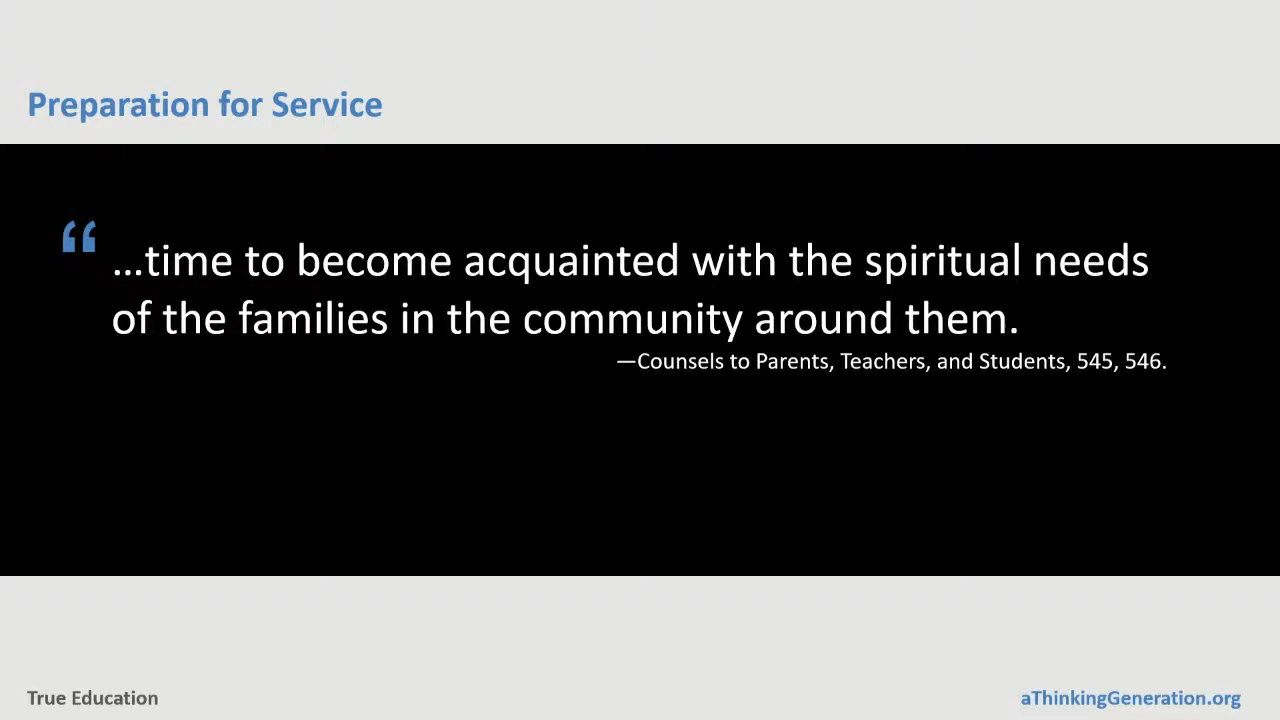 Preparation for Service
“ …time to become acquainted with the spiritual needs
of the families in the community around them.
—Counsels to Parents, Teachers, and Students, 545, 546.
True Education
aThinkingGeneration.org